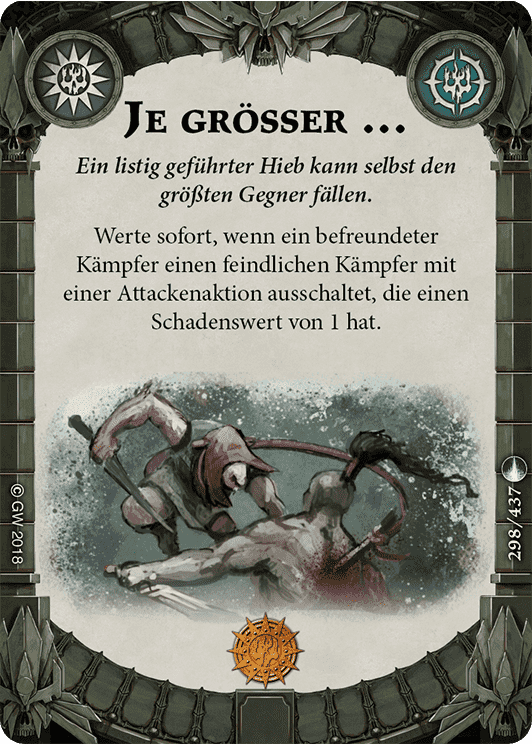 Je grösser ...
Ein listig geführter Hieb kann selbst den
größten Gegner fällen.
Werte sofort, wenn ein befreundeter
Kämpfer einen feindlichen Kämpfer mit
einer Attackenaktion ausschaltet, die einen
Schadenswert von 1 hat.
© GW 2018
298/437